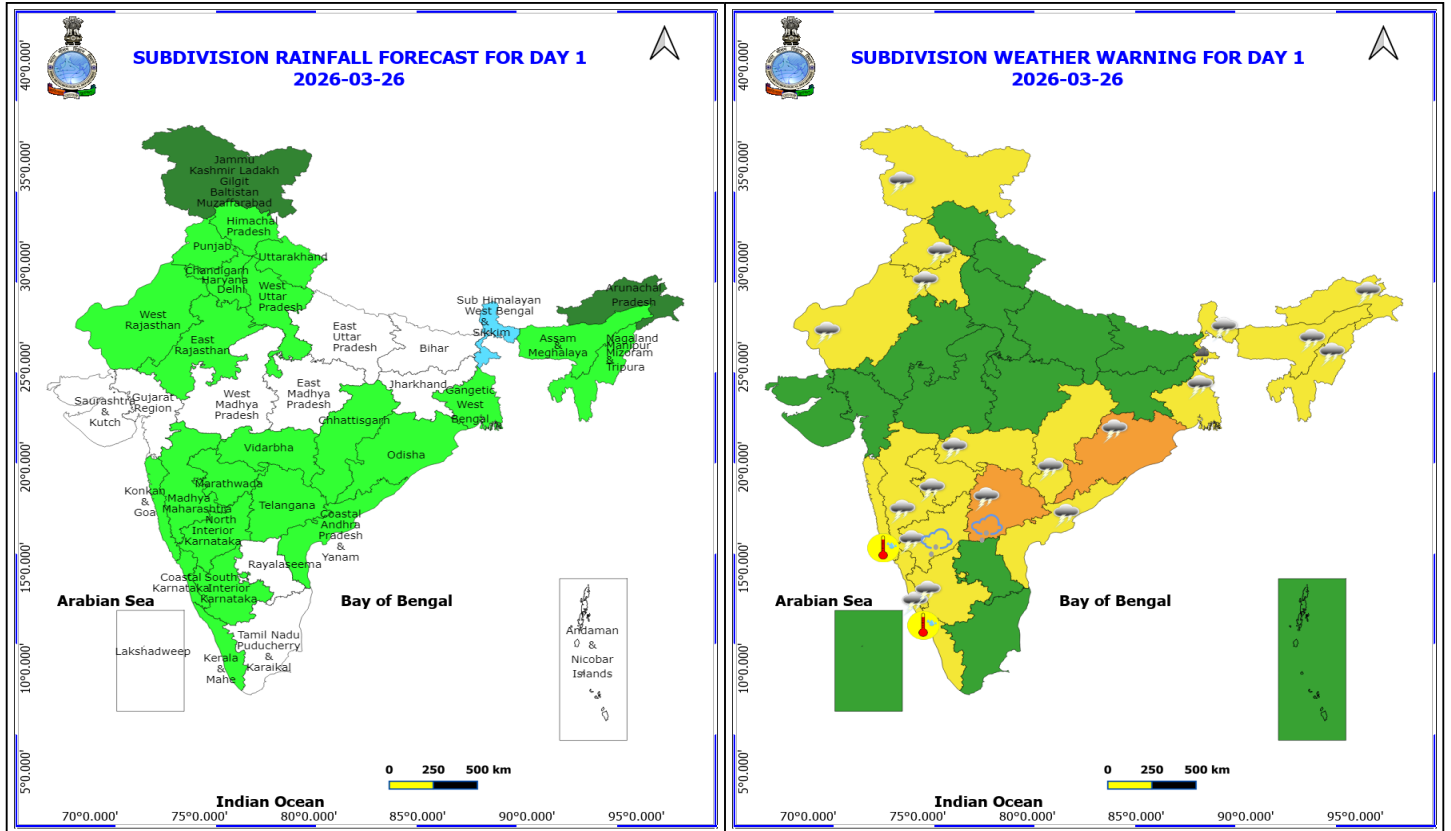 SUBDIVISION RAINFALL FORECAST FOR DAY 1
2026-03-26
40°0.000'
35°0.000'
30°0.000'
25°0.000'
20°0.000'
15°0.000'
10°0.000'
5°0.000'
Jammu
Kashmir Ladakh
Gilgit
Baltistan
Muzaffarabad
Himachal
Pradesh
Punjab
Uttarakhand
Chandigarh
Haryana
Delhi
West
Uttar
Pradesh
West
Rajasthan
East
Rajasthan
East
Uttar
Pradesh
Bihar
Sub Himalayan
West Bengal
&
Sikkim
Arunachal
Pradesh
Assam
&
Meghalaya
Nagaland
Manipur
Mizoram
&
Tripura
Saurashtra
&
Kutch
Gujarat
Region
West
Madhya
Pradesh
East
Madhya
Pradesh
Jharkhand
Gangetic
West
Bengal
Chhattisgarh
Odisha
Vidarbha
Marathwada
Konkan
&
Goa
Madhya
Maharashtra
Telangana
North
Interior
Karnataka
Coastal
Andhra
Pradesh
&
Yanam
Rayalaseema
Coastal
Karnataka
South
Interior
Karnataka
Tamil Nadu
Puducherry
&
Karaikal
Kerala
&
Mahe
Lakshadweep
Andaman
&
Nicobar
Islands
Arabian Sea
Bay of Bengal
Indian Ocean
0 250 500 km
70°0.000' 75°0.000' 80°0.000' 85°0.000' 90°0.000' 95°0.000'
SUBDIVISION WEATHER WARNING FOR DAY 1
2026-03-26
40°0.000'
35°0.000'
30°0.000'
25°0.000'
20°0.000'
15°0.000'
10°0.000'
5°0.000'
Arabian Sea
Bay of Bengal
Indian Ocean
0 250 500 km
70°0.000' 75°0.000' 80°0.000' 85°0.000' 90°0.000' 95°0.000'